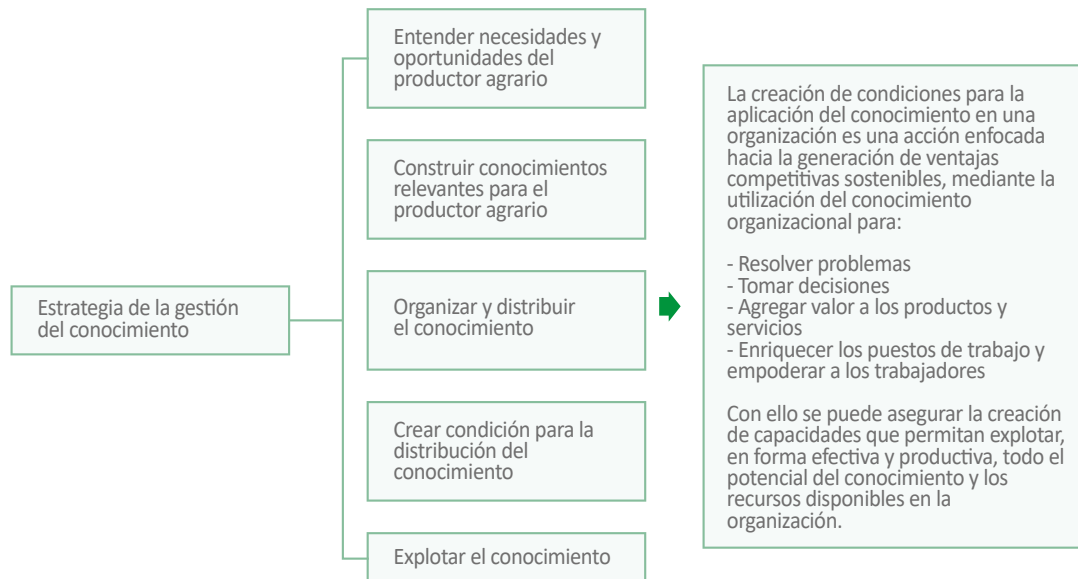 Estrategia de la gestión
del conocimiento
Entender necesidades y
oportunidades del
productor agrario
Construir conocimientos
relevantes para el
productor agrario
Organizar y distribuir
el conocimiento
Crear condición para la
distribución del
conocimiento
Explotar el conocimiento
La creación de condiciones para la
aplicación del conocimiento en una
organización es una acción enfocada
hacia la generación de ventajas
competitivas sostenibles, mediante la
utilización del conocimiento
organizacional para:
- Resolver problemas
- Tomar decisiones
- Agregar valor a los productos y
servicios
- Enriquecer los puestos de trabajo y
empoderar a los trabajadores
Con ello se puede asegurar la creación
de capacidades que permitan explotar,
en forma efectiva y productiva, todo el
potencial del conocimiento y los
recursos disponibles en la
organización.